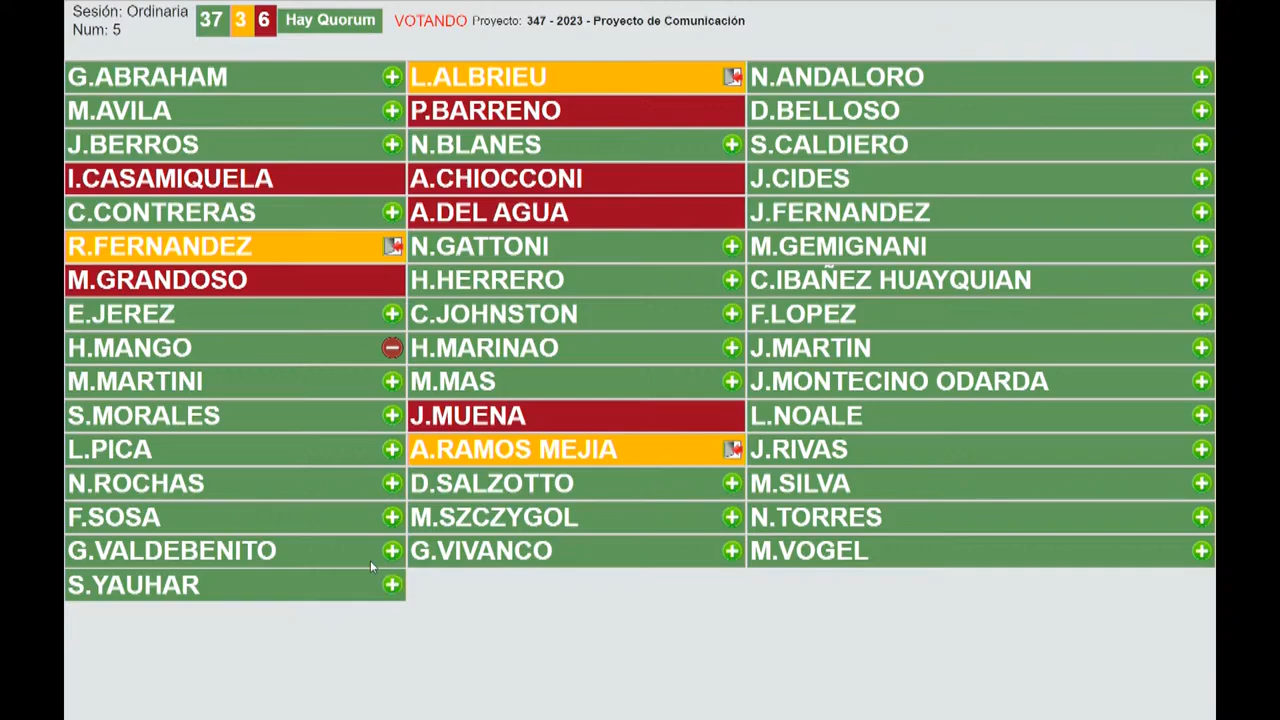 Sesión: Ordinaria
Num: 5
37 3 6 Hay Quorum VOTANDO Proyecto: 347 - 2023 - Proyecto de Comunicación
G.ABRAHAM L.ALBRIEU N.ANDALORO
M.AVILA P.BARRENO D.BELLOSO
J.BERROS N.BLANES S.CALDIERO
I.CASAMIQUELA A.CHIOCCONI J.CIDES
C.CONTRERAS A.DEL AGUA J.FERNANDEZ
R.FERNANDEZ N.GATTONI M.GEMIGNANI
M.GRANDOSO H.HERRERO C.IBAÑEZ HUAYQUIAN
E.JEREZ C.JOHNSTON F.LOPEZ
H.MANGO H.MARINAO J.MARTIN
M.MARTINI M.MAS J.MONTECINO ODARDA
S.MORALES J.MUENA L.NOALE
L.PICA A.RAMOS MEJIA J.RIVAS
N.ROCHAS D.SALZOTTO M.SILVA
F.SOSA M.SZCZYGOL N.TORRES
G.VALDEBENITO G.VIVANCO M.VOGEL
S.YAUHAR